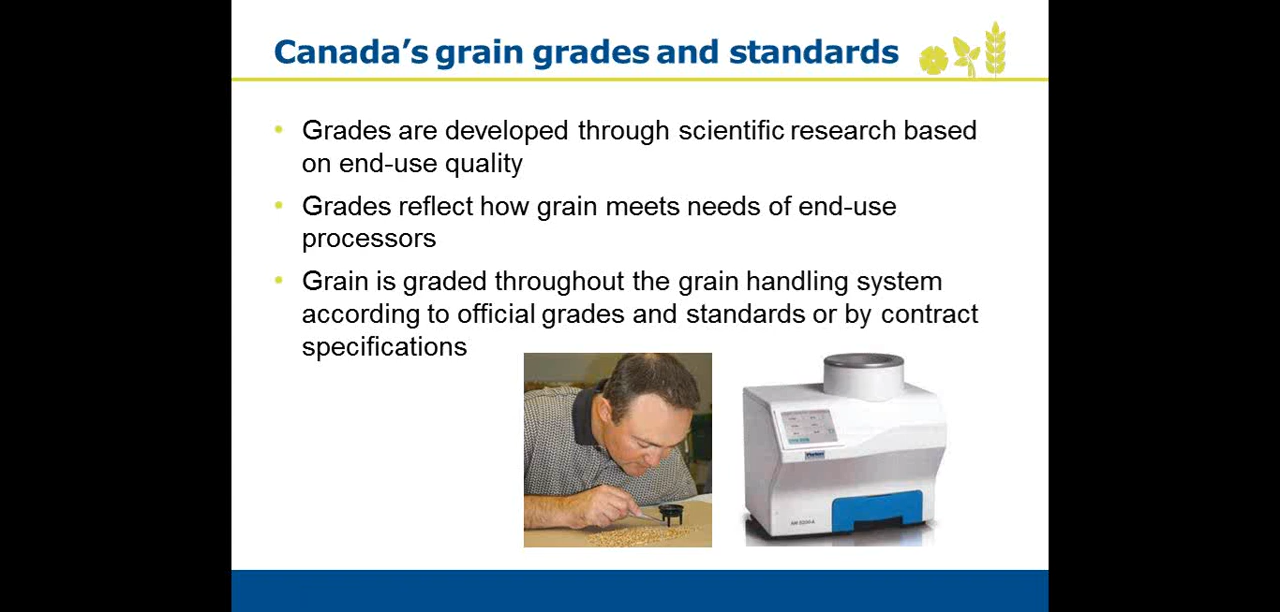 Canada's grain grades and standards
• Grades are developed through scientific research based
on end-use quality
• Grades reflect how grain meets needs of end-use
processors
• Grain is graded throughout the grain handling system
according to official grades and standards or by contract
specifications